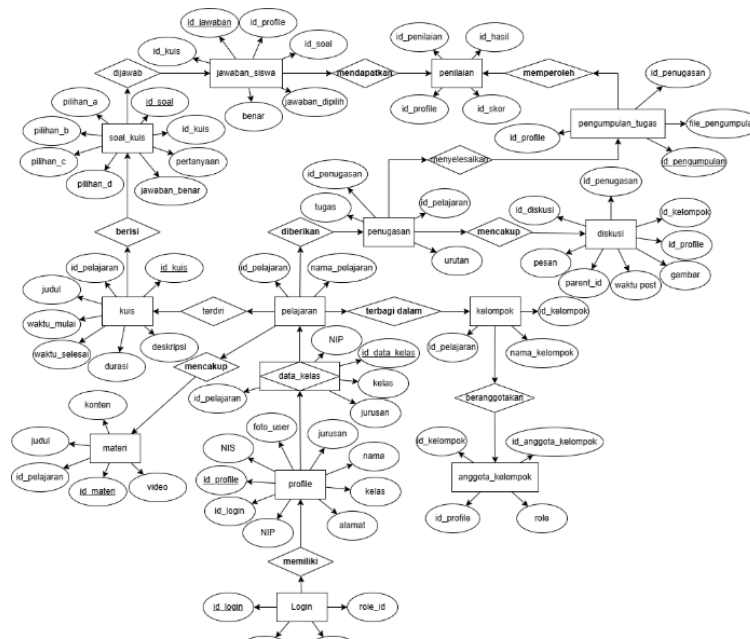 id_jawaban
id_profile
id_kuis
id_soal
dijawab
jawaban_siswa
benar
jawaban_dipilih
mendapatkan
id_penilaian
id_hasil
penilaian
id_profile
id_skor
memperoleh
id_penugasan
pengumpulan_tugas
file_pengumpula
id_profile
id_pengumpulan
pilihan_a
id_soal
pilihan_b
soal_kuis
id_kuis
pilihan_c
pertanyaan
pilihan_d
jawaban_benar
menyelesaikan
id_penugasan
tugas
id_pelajaran
penugasan
urutan
diberikan
mencakup
id_penugasan
id_diskusi
id_kelompok
diskusi
id_profile
pesan
gambar
parent_id
waktu post
berisi
id_pelajaran
id_kuis
judul
kuis
waktu_mulai
waktu_selesai
deskripsi
durasi
terdiri
id_pelajaran
nama_pelajaran
pelajaran
terbagi dalam
kelompok
id_kelompok
id_pelajaran
nama_kelompok
mencakup
NIP
id_data_kelas
data_kelas
kelas
id_pelajaran
jurusan
beranggotakan
konten
judul
materi
id_pelajaran
id_materi
video
foto_user
jurusan
NIS
nama
id_profile
profile
kelas
id_login
NIP
alamat
id_kelompok
id_anggota_kelompok
anggota_kelompok
id_profile
role
memiliki
id_login
Login
role_id